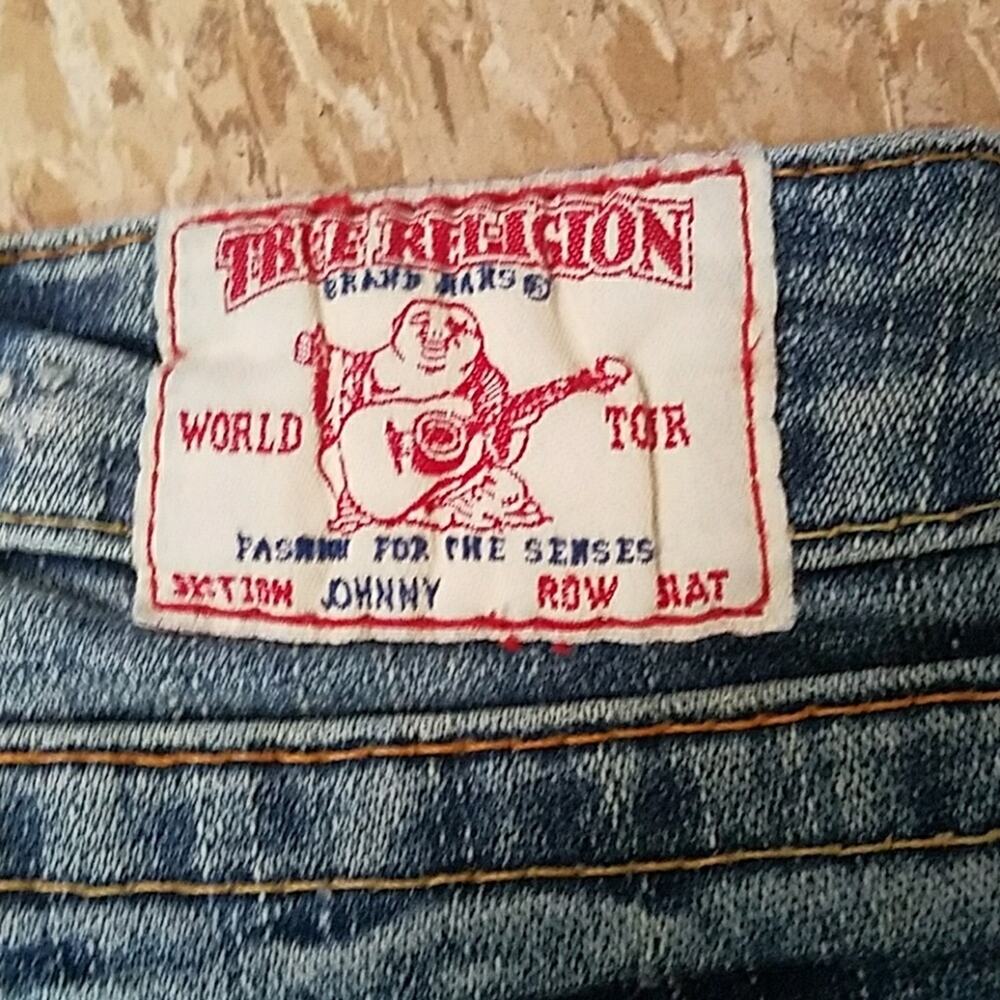 TRUE RELIGION
BRAND JEANS®
WORLD TOUR
FASHION FOR THE SENSES
SECTION JOHNNY ROW SEAT